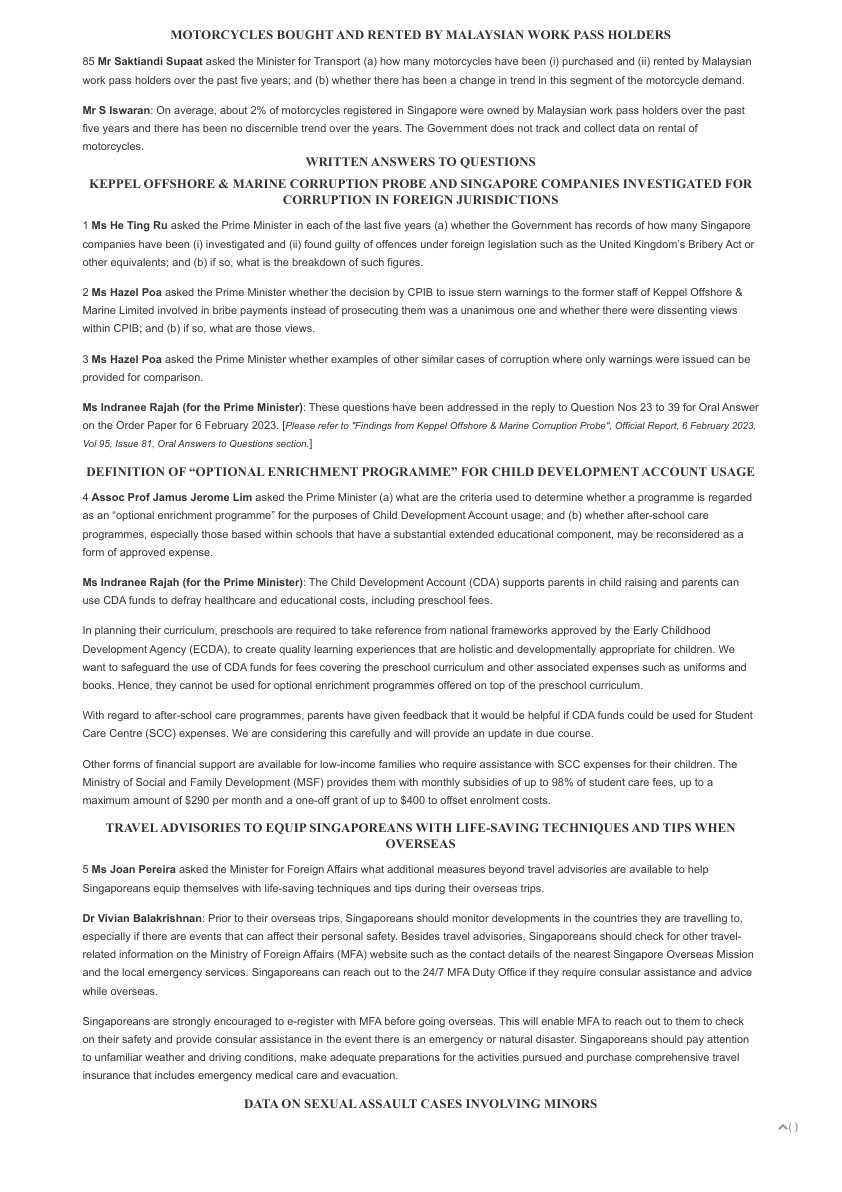 MOTORCYCLES BOUGHT AND RENTED BY MALAYSIAN WORK PASS HOLDERS
85 Mr Saktiandi Supaat asked the Minister for Transport (a) how many motorcycles have been (i) purchased and (ii) rented by Malaysian
work pass holders over the past five years; and (b) whether there has been a change in trend in this segment of the motorcycle demand.
Mr S Iswaran: On average, about 2% of motorcycles registered in Singapore were owned by Malaysian work pass holders over the past
five years and there has been no discernible trend over the years. The Government does not track and collect data on rental of
motorcycles.
WRITTEN ANSWERS TO QUESTIONS
KEPPEL OFFSHORE & MARINE CORRUPTION PROBE AND SINGAPORE COMPANIES INVESTIGATED FOR
CORRUPTION IN FOREIGN JURISDICTIONS
1 Ms He Ting Ru asked the Prime Minister in each of the last five years (a) whether the Government has records of how many Singapore
companies have been (i) investigated and (ii) found guilty of offences under foreign legislation such as the United Kingdom's Bribery Act or
other equivalents; and (b) if so, what is the breakdown of such figures.
2 Ms Hazel Poa asked the Prime Minister whether the decision by CPIB to issue stern warnings to the former staff of Keppel Offshore &
Marine Limited involved in bribe payments instead of prosecuting them was a unanimous one and whether there were dissenting views
within CPIB; and (b) if so, what are those views.
3 Ms Hazel Poa asked the Prime Minister whether examples of other similar cases of corruption where only warnings were issued can be
provided for comparison.
Ms Indranee Rajah (for the Prime Minister): These questions have been addressed in the reply to Question Nos 23 to 39 for Oral Answer
on the Order Paper for 6 February 2023. [Please refer to "Findings from Keppel Offshore & Marine Corruption Probe", Official Report, 6 February 2023,
Vol 95, Issue 81, Oral Answers to Questions section.]
DEFINITION OF “OPTIONAL ENRICHMENT PROGRAMME” FOR CHILD DEVELOPMENT ACCOUNT USAGE
4 Assoc Prof Jamus Jerome Lim asked the Prime Minister (a) what are the criteria used to determine whether a programme is regarded
as an “optional enrichment programme” for the purposes of Child Development Account usage; and (b) whether after-school care
programmes, especially those based within schools that have a substantial extended educational component, may be reconsidered as a
form of approved expense.
Ms Indranee Rajah (for the Prime Minister): The Child Development Account (CDA) supports parents in child raising and parents can
use CDA funds to defray healthcare and educational costs, including preschool fees.
In planning their curriculum, preschools are required to take reference from national frameworks approved by the Early Childhood
Development Agency (ECDA), to create quality learning experiences that are holistic and developmentally appropriate for children. We
want to safeguard the use of CDA funds for fees covering the preschool curriculum and other associated expenses such as uniforms and
books. Hence, they cannot be used for optional enrichment programmes offered on top of the preschool curriculum.
With regard to after-school care programmes, parents have given feedback that it would be helpful if CDA funds could be used for Student
Care Centre (SCC) expenses. We are considering this carefully and will provide an update in due course.
Other forms of financial support are available for low-income families who require assistance with SCC expenses for their children. The
Ministry of Social and Family Development (MSF) provides them with monthly subsidies of up to 98% of student care fees, up to a
maximum amount of $290 per month and a one-off grant of up to $400 to offset enrolment costs.
TRAVEL ADVISORIES TO EQUIP SINGAPOREANS WITH LIFE-SAVING TECHNIQUES AND TIPS WHEN
OVERSEAS
5 Ms Joan Pereira asked the Minister for Foreign Affairs what additional measures beyond travel advisories are available to help
Singaporeans equip themselves with life-saving techniques and tips during their overseas trips.
Dr Vivian Balakrishnan: Prior to their overseas trips, Singaporeans should monitor developments in the countries they are travelling to,
especially if there are events that can affect their personal safety. Besides travel advisories, Singaporeans should check for other travel-
related information on the Ministry of Foreign Affairs (MFA) website such as the contact details of the nearest Singapore Overseas Mission
and the local emergency services. Singaporeans can reach out to the 24/7 MFA Duty Office if they require consular assistance and advice
while overseas.
Singaporeans are strongly encouraged to e-register with MFA before going overseas. This will enable MFA to reach out to them to check
on their safety and provide consular assistance in the event there is an emergency or natural disaster. Singaporeans should pay attention
to unfamiliar weather and driving conditions, make adequate preparations for the activities pursued and purchase comprehensive travel
insurance that includes emergency medical care and evacuation.
DATA ON SEXUAL ASSAULT CASES INVOLVING MINORS
( )